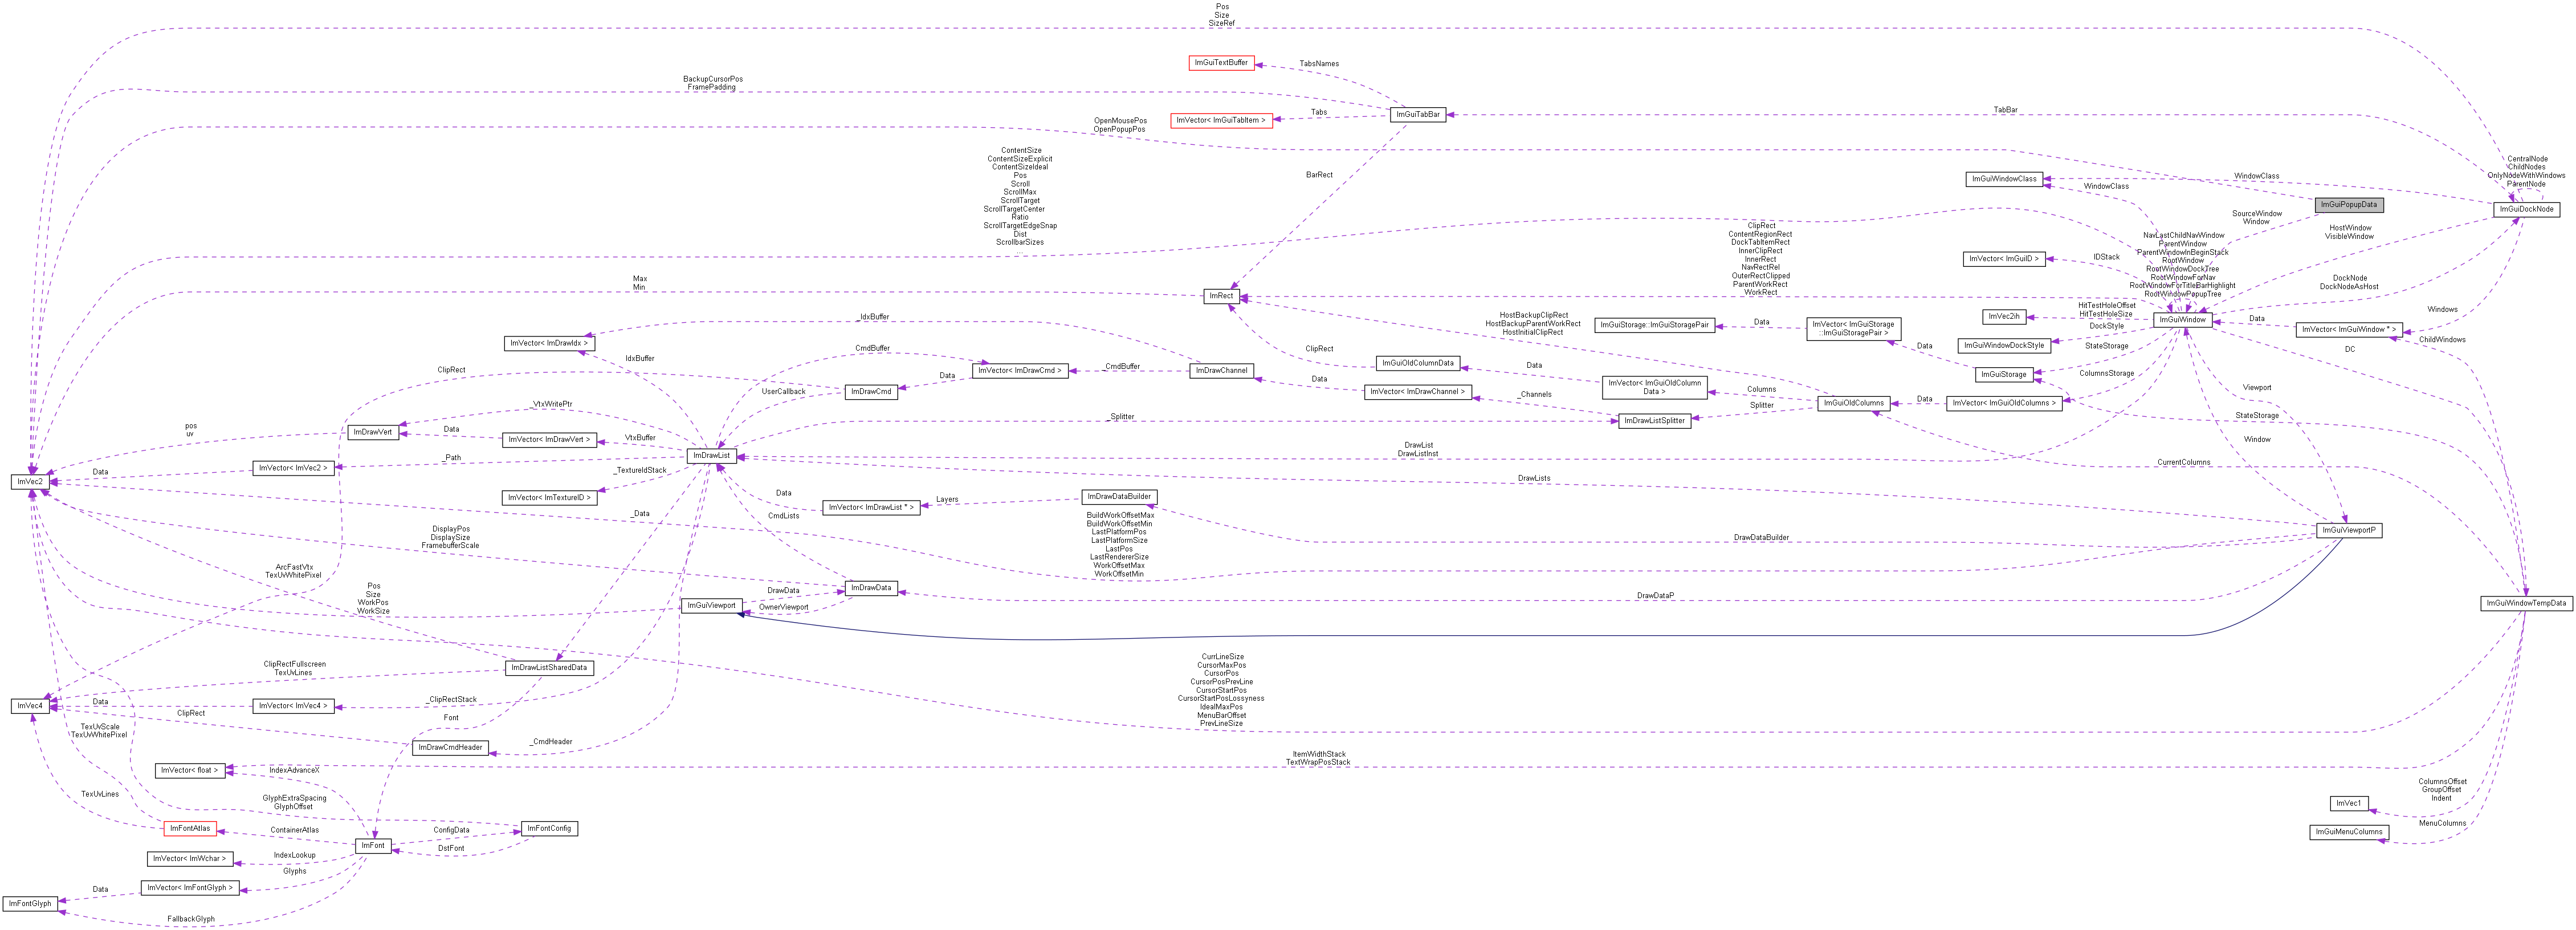 Pos
Size
SizeRef
ImGuiTextBuffer
TabsNames
BackupCursorPos
FramePadding
ImVector< ImGuiTabItem >
Tabs
ImGuiTabBar
TabBar
OpenMousePos
OpenPopupPos
ContentSize
ContentSizeExplicit
ContentSizeIdeal
Pos
Scroll
ScrollMax
ScrollTarget
ScrollTargetCenter
Ratio
ScrollTargetEdgeSnap
Dist
ScrollbarSizes
...
BarRect
ImGuiWindowClass
WindowClass
WindowClass
CentralNode
ChildNodes
OnlyNodeWithWindows
ParentNode
ImGuiPopupData
ImGuiDockNode
SourceWindow
Window
HostWindow
VisibleWindow
ClipRect
ContentRegionRect
DockTabItemRect
InnerClipRect
InnerRect
NavRectRel
OuterRectClipped
ParentWorkRect
WorkRect
NavLastChildNavWindow
ParentWindow
ParentWindowInBeginStack
RootWindow
RootWindowDockTree
RootWindowForNav
RootWindowForTitleBarHighlight
RootWindowPopupTree
ImVector< ImGuiID >
IDStack
DockNode
DockNodeAsHost
Max
Min
ImRect
HitTestHoleOffset
HitTestHoleSize
ImVec2ih
ImGuiWindow
Data
ImVector< ImGuiWindow * >
Windows
ChildWindows
DockStyle
ImGuiWindowDockStyle
HostBackupClipRect
HostBackupParentWorkRect
HostInitialClipRect
ImGuiStorage::ImGuiStoragePair
Data
ImVector< ImGuiStorage
::ImGuiStoragePair >
Data
StateStorage
DC
ImGuiStorage
ColumnsStorage
_IdxBuffer
ImVector< ImDrawIdx >
IdxBuffer
CmdBuffer
ClipRect
ImGuiOldColumnData
Data
ImVector< ImGuiOldColumn
Data >
Columns
ImVector< ImDrawCmd >
_CmdBuffer
ImDrawChannel
Data
ImVector< ImDrawChannel >
_Channels
ImDrawListSplitter
Splitter
ImGuiOldColumns
Data
ImVector< ImGuiOldColumns >
Viewport
ClipRect
Data
ImDrawCmd
UserCallback
_VtxWritePtr
_Splitter
StateStorage
pos
uv
ImDrawVert
Data
ImVector< ImDrawVert >
VtxBuffer
ImDrawList
DrawList
DrawListInst
Window
CurrentColumns
ImVec2
Data
ImVector< ImVec2 >
_Path
_TextureIdStack
ImVector< ImTextureID >
DrawLists
Data
ImVector< ImDrawList * >
Layers
ImDrawDataBuilder
CmdLists
_Data
BuildWorkOffsetMax
BuildWorkOffsetMin
LastPlatformPos
LastPlatformSize
LastPos
LastRendererSize
WorkOffsetMax
WorkOffsetMin
DrawDataBuilder
ImGuiViewportP
DisplayPos
DisplaySize
FramebufferScale
ArcFastVtx
TexUvWhitePixel
Pos
Size
WorkPos
WorkSize
ImGuiViewport
DrawData
OwnerViewport
ImDrawData
DrawDataP
ImGuiWindowTempData
ClipRectFullscreen
TexUvLines
ImDrawListSharedData
CurrLineSize
CursorMaxPos
CursorPos
CursorPosPrevLine
CursorStartPos
CursorStartPosLossyness
IdealMaxPos
MenuBarOffset
PrevLineSize
ImVec4
Data
ImVector< ImVec4 >
_ClipRectStack
ClipRect
Font
TexUvScale
TexUvWhitePixel
ImDrawCmdHeader
_CmdHeader
ItemWidthStack
TextWrapPosStack
ImVector< float >
IndexAdvanceX
TexUvLines
GlyphExtraSpacing
GlyphOffset
ColumnsOffset
GroupOffset
Indent
ImVec1
ImFontAtlas
ContainerAtlas
ConfigData
ImFontConfig
DstFont
ImFont
MenuColumns
ImGuiMenuColumns
ImVector< ImWchar >
IndexLookup
Glyphs
ImVector< ImFontGlyph >
Data
ImFontGlyph
FallbackGlyph